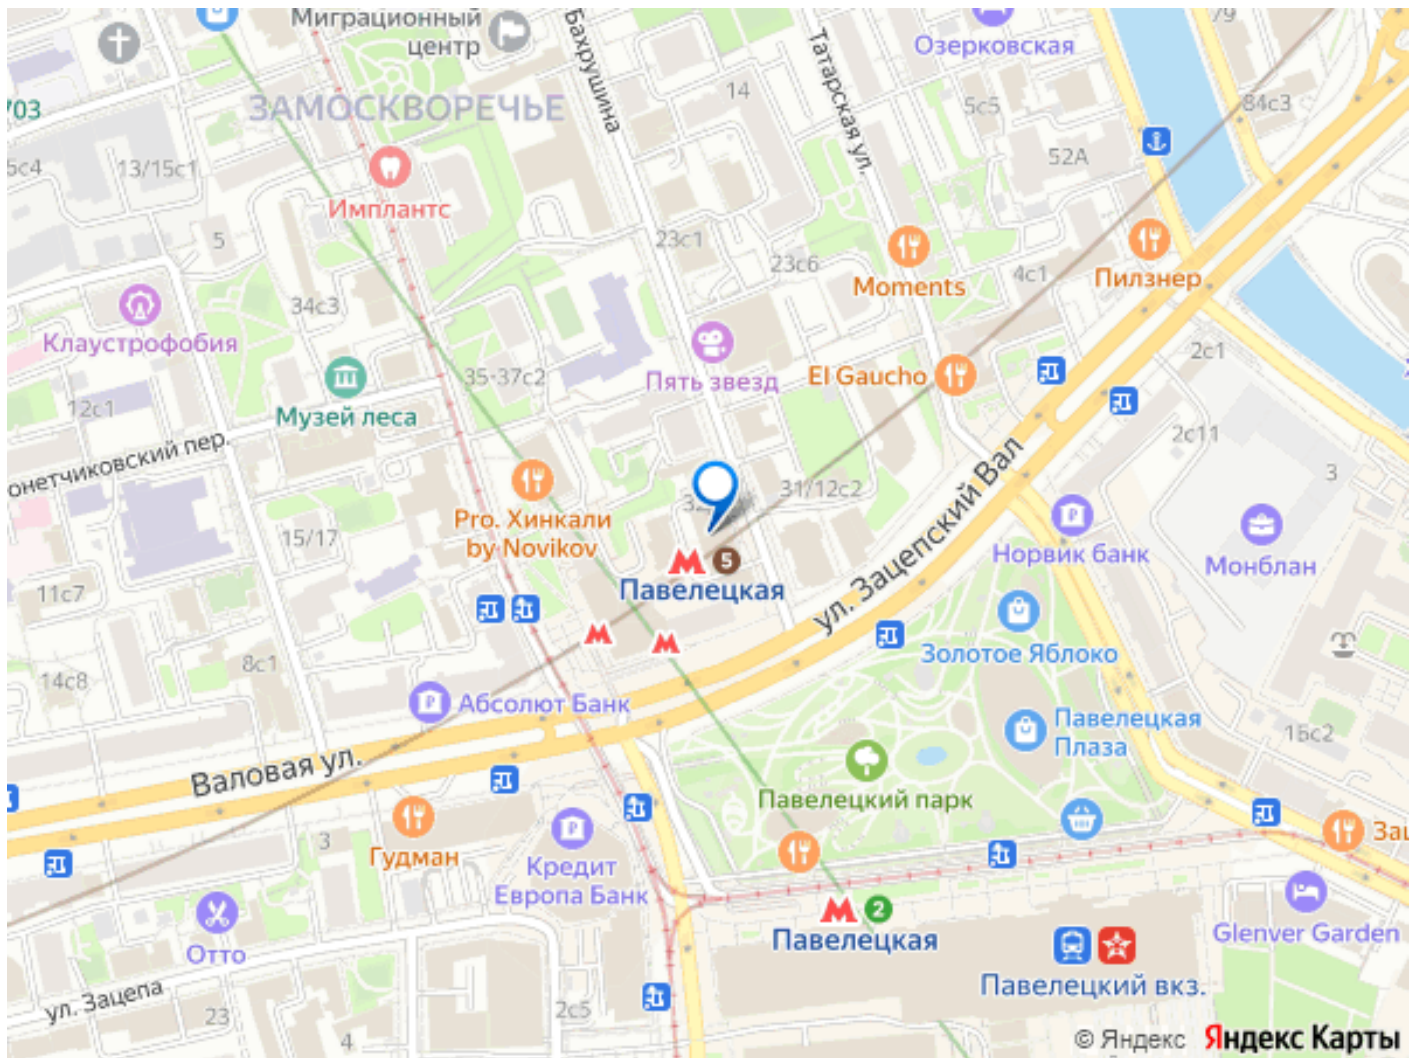 Миграционный
центр
Бахрушина
Татарская ул.
Озерковская
79
703
ЗАМОСКВОРЕЧЬЕ
14
5с5
84с3
5с4
13/15с1
52А
Имплантс
5
23с1
23с6
4с1
Moments
Пилзнер
34с3
Клаустрофобия
2с1
35-37с2
Пять звезд
El Gaucho
12с1
Музей леса
2с11
онетчиковский пер.
3
31/12с2
ул. Зацепский Вал
Pro. Хинкали
by Novikov
15/17
Норвик банк
Монблан
5
Павелецкая
11с7
Золотое Яблоко
8с1
14с8
Абсолют Банк
Павелецкая
Плаза
16с2
Валовая ул.
Павелецкий парк
3
Гудман
Зац
Кредит
Европа Банк
2
Павелецкая
Glenver Garden
Отто
Павелецкий вкз.
ул. Зацепа
23
2с5
4
© Яндекс Яндекс Карты